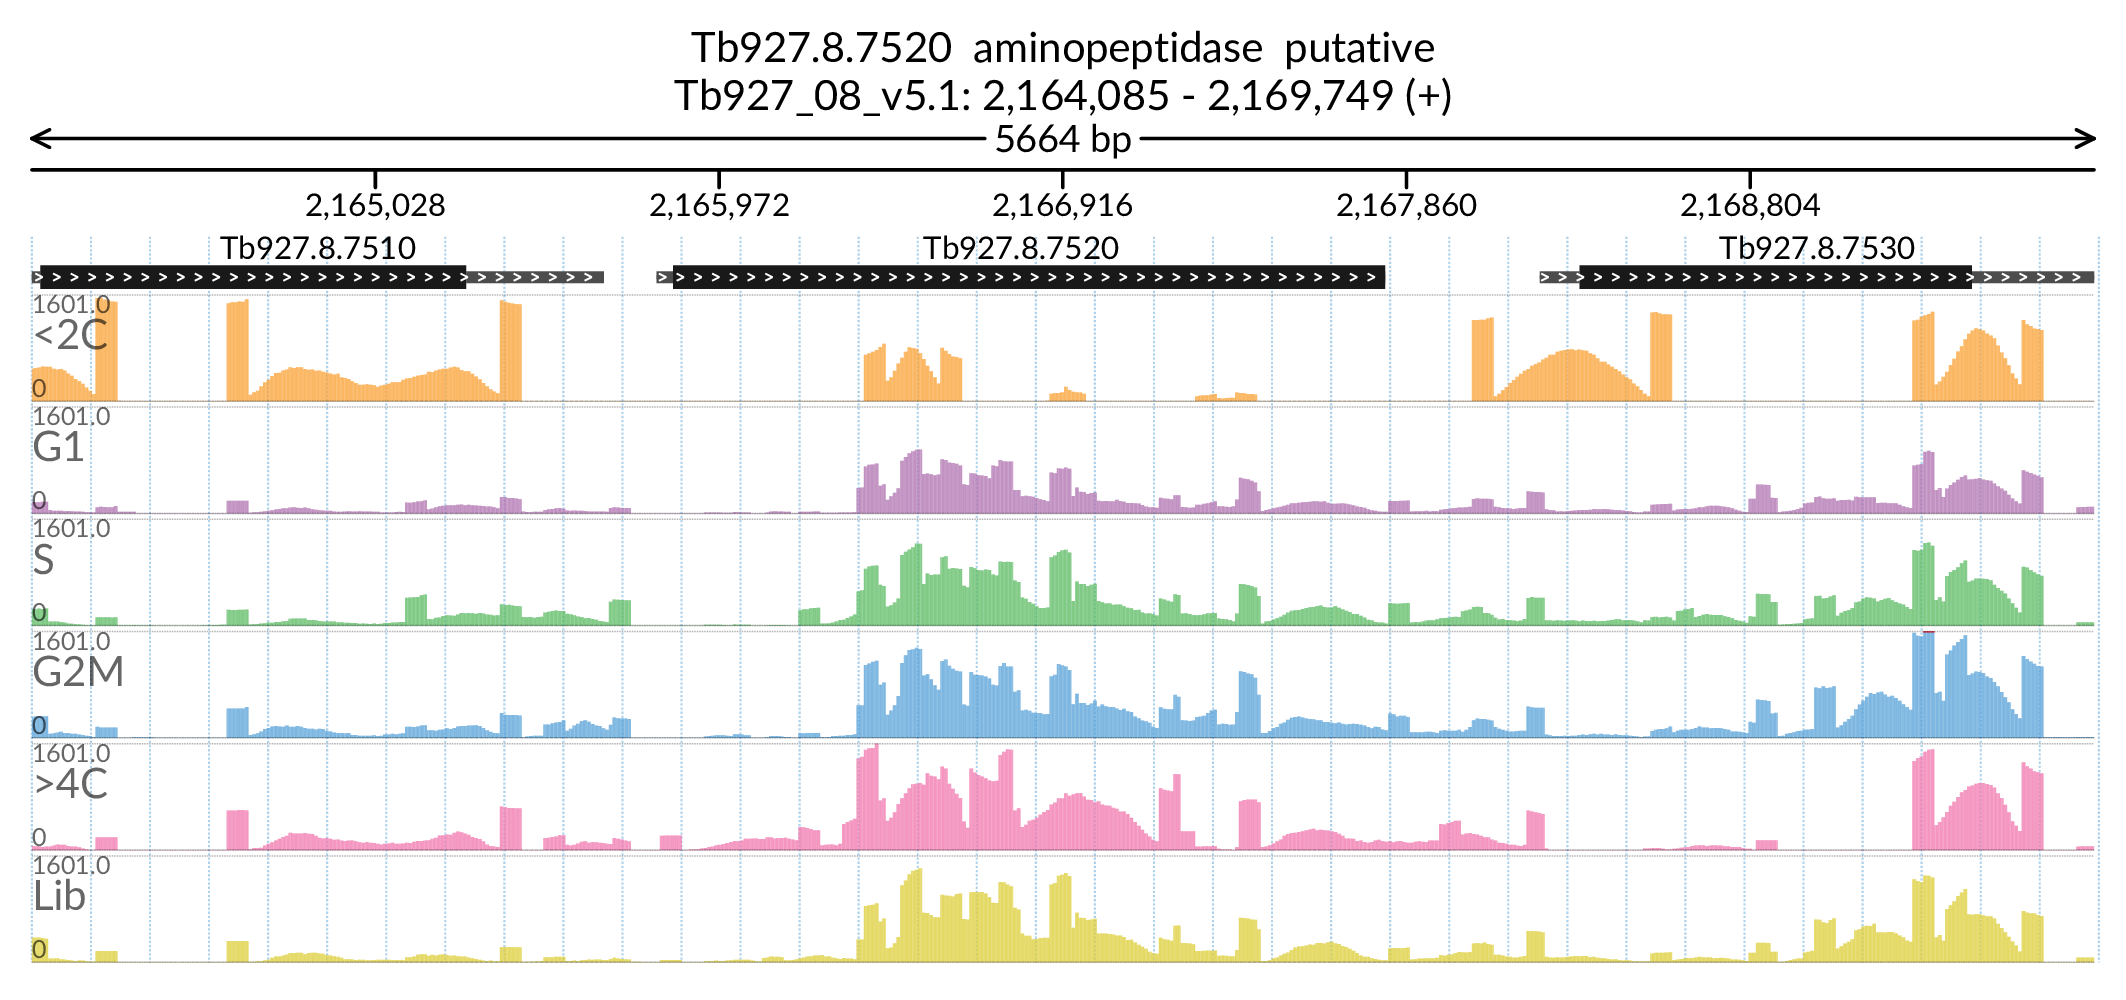 Tb927.8.7520 aminopeptidase putative
Tb927_08_v5.1: 2,164,085 - 2,169,749 (+)
5664 bp
2,165,028 2,165,972 2,166,916 2,167,860 2,168,804
Tb927.8.7510 Tb927.8.7520 Tb927.8.7530
1601.0
<2C
0
1601.0
G1
0
1601.0
S
0
1601.0
G2M
0
1601.0
>4C
0
1601.0
Lib
0